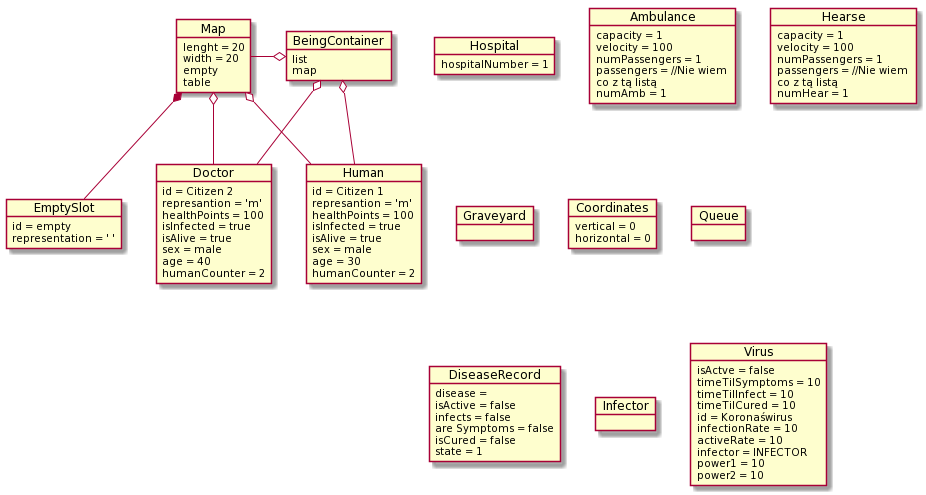 Map
lenght = 20
width = 20
empty
table
BeingContainer
list
map
Hospital
hospitalNumber = 1
Ambulance
capacity = 1
velocity = 100
numPassengers = 1
passengers = //Nie wiem
co z tą listą
numAmb = 1
Hearse
capacity = 1
velocity = 100
numPassengers = 1
passengers = //Nie wiem
co z tą listą
numHear = 1
EmptySlot
id = empty
representation = ' '
Doctor
id = Citizen 2
represantion = 'm'
healthPoints = 100
isInfected = true
isAlive = true
sex = male
age = 40
humanCounter = 2
Human
id = Citizen 1
represantion = 'm'
healthPoints = 100
isInfected = true
isAlive = true
sex = male
age = 30
humanCounter = 2
Graveyard
Coordinates
vertical = 0
horizontal = 0
Queue
DiseaseRecord
disease =
isActive = false
infects = false
are Symptoms = false
isCured = false
state = 1
Infector
Virus
isActve = false
timeTilSymptoms = 10
timeTilInfect = 10
timeTilCured = 10
id = Koronaświrus
infectionRate = 10
activeRate = 10
infector = INFECTOR
power1 = 10
power2 = 10